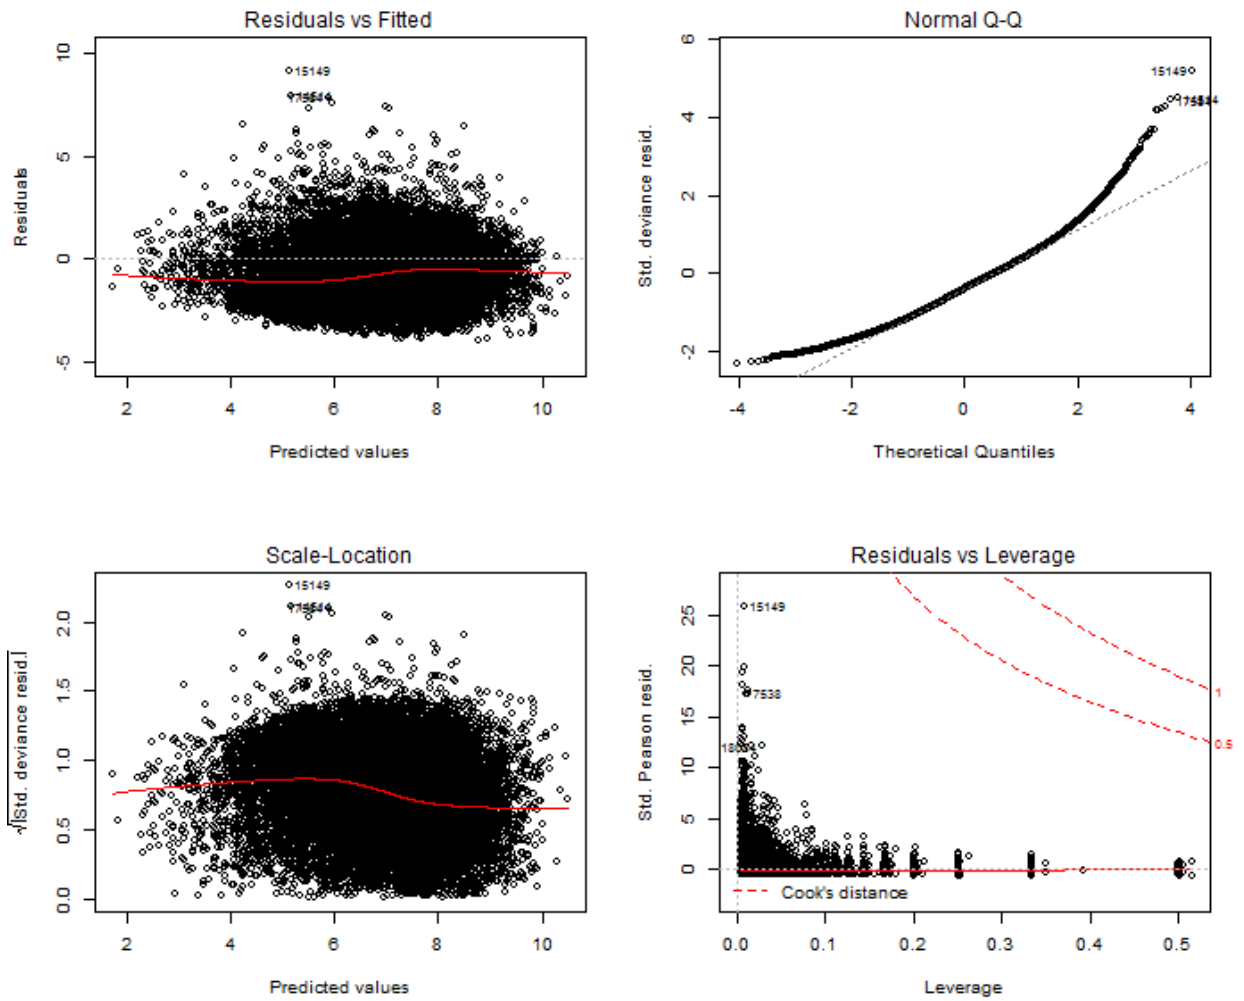 Residuals vs Fitted
Residuals
10
5
0
-5
15149
2 4 6 8 10
Predicted values
Normal Q-Q
Std. deviance resid.
6
4
2
0
-2
15149
-4 -2 0 2 4
Theoretical Quantiles
Scale-Location
√|Std. deviance resid.|
2.0
1.5
1.0
0.5
0.0
15149
2 4 6 8 10
Predicted values
Residuals vs Leverage
Std. Pearson resid.
25
20
15
10
5
0
15149
7538
1
0.5
Cook's distance
0.0 0.1 0.2 0.3 0.4 0.5
Leverage